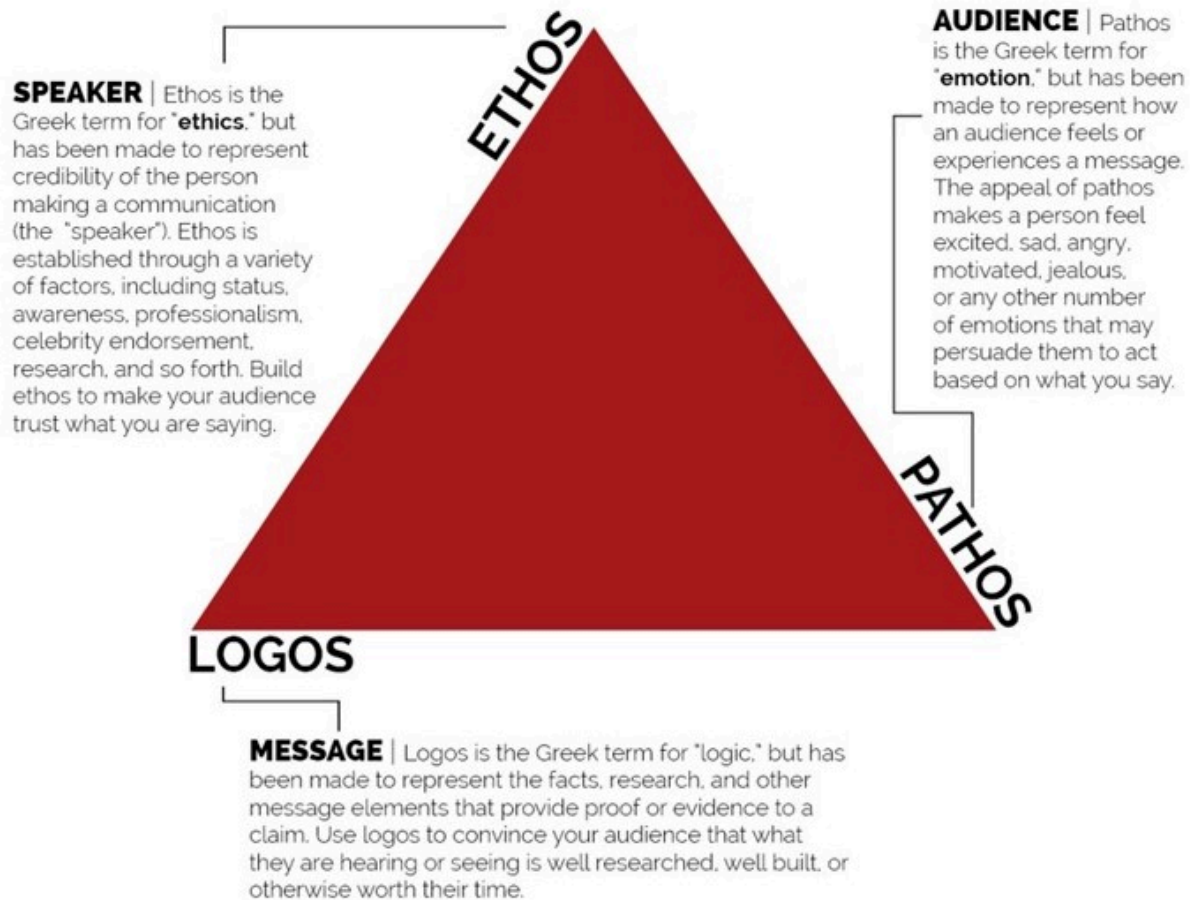 ETHOS
SPEAKER | Ethos is the
Greek term for "ethics," but
has been made to represent
credibility of the person
making a communication
(the "speaker"). Ethos is
established through a variety
of factors, including status,
awareness, professionalism,
celebrity endorsement,
research, and so forth. Build
ethos to make your audience
trust what you are saying.
AUDIENCE | Pathos
is the Greek term for
"emotion," but has been
made to represent how
an audience feels or
experiences a message.
The appeal of pathos
makes a person feel
excited, sad, angry,
motivated, jealous,
or any other number
of emotions that may
persuade them to act
based on what you say.
PATHOS
LOGOS
MESSAGE | Logos is the Greek term for "logic," but has
been made to represent the facts, research, and other
message elements that provide proof or evidence to a
claim. Use logos to convince your audience that what
they are hearing or seeing is well researched, well built, or
otherwise worth their time.